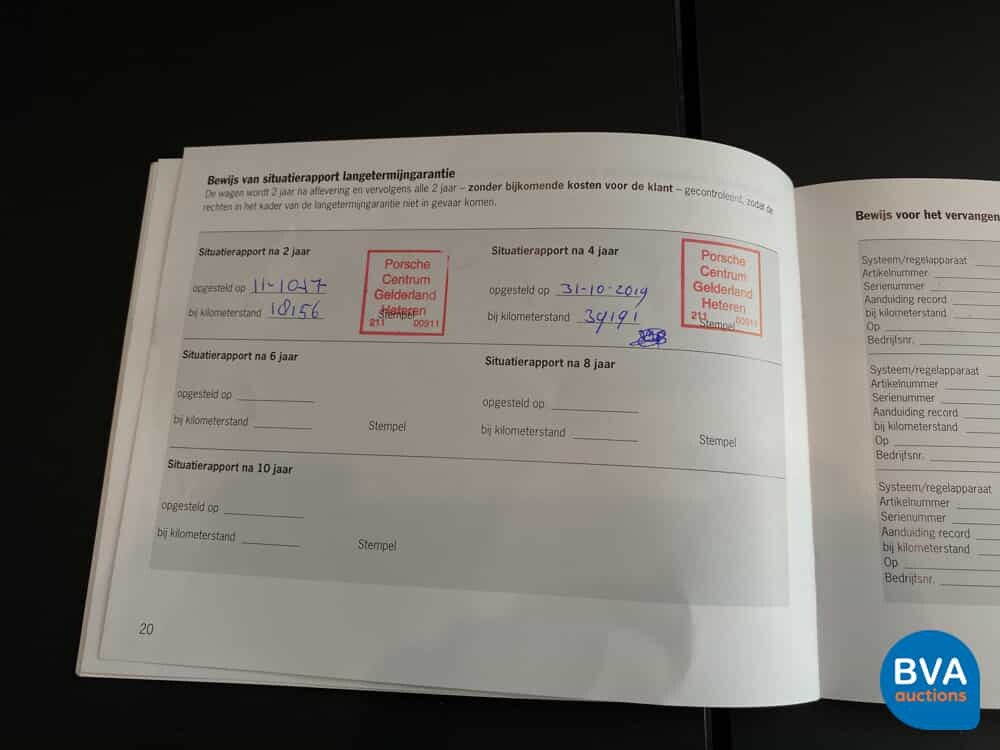 Bewijs van situatierapport langetermijngarantie
De wagen wordt 2 jaar na aflevering en vervolgens alle 2 jaar – zonder bijkomende kosten voor de klant – gecontroleerd, zodat de
rechten in het kader van de langetermijngarantie niet in gevaar komen.
Situatierapport na 2 jaar
opgesteld op 11-10-17
bij kilometerstand 18156
Stempel
Porsche
Centrum
Gelderland
Heteren
211 00911
Situatierapport na 4 jaar
opgesteld op 31-10-2019
bij kilometerstand 39191
Stempel
Porsche
Centrum
Gelderland
Heteren
211 00911
Situatierapport na 6 jaar
opgesteld op
bij kilometerstand
Stempel
Situatierapport na 8 jaar
opgesteld op
bij kilometerstand
Stempel
Situatierapport na 10 jaar
opgesteld op
bij kilometerstand
Stempel
20
Bewijs voor het vervangen
Systeem/regelapparaat
Artikelnummer
Serienummer
Aanduiding record
bij kilometerstand
Op
Bedrijfsnr.
Systeem/regelapparaat
Artikelnummer
Serienummer
Aanduiding record
bij kilometerstand
Op
Bedrijfsnr.
Systeem/regelapparaat
Artikelnummer
Serienummer
Aanduiding record
bij kilometerstand
Op
Bedrijfsnr.
BVA
auctions